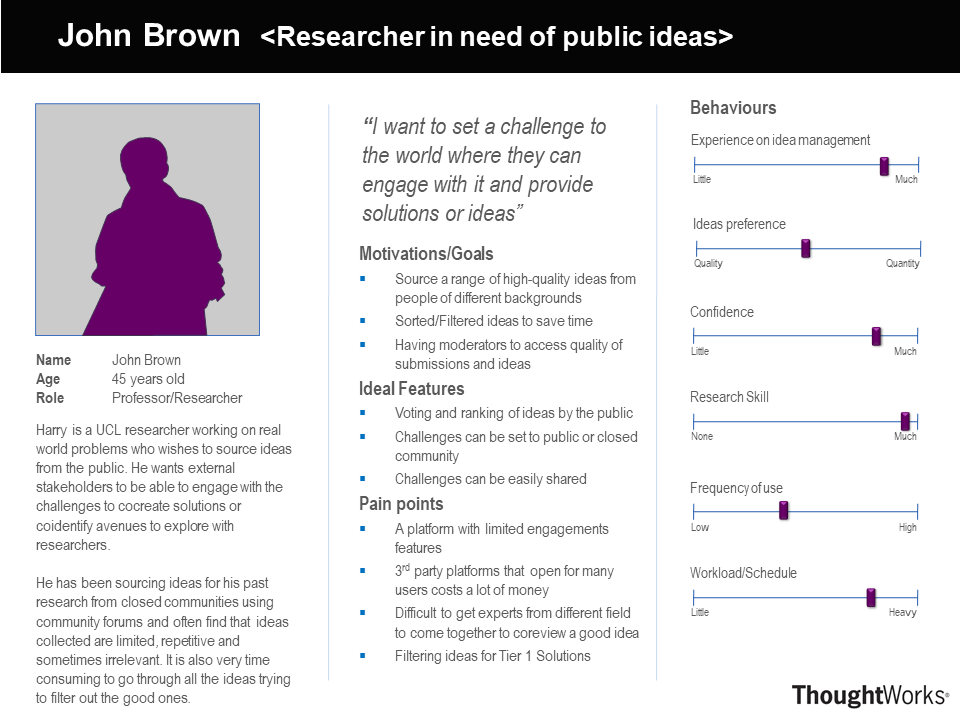 John Brown <Researcher in need of public ideas>
Name John Brown
Age 45 years old
Role Professor/Researcher
Harry is a UCL researcher working on real
world problems who wishes to source ideas
from the public. He wants external
stakeholders to be able to engage with the
challenges to cocreate solutions or
coidentify avenues to explore with
researchers.
He has been sourcing ideas for his past
research from closed communities using
community forums and often find that ideas
collected are limited, repetitive and
sometimes irrelevant. It is also very time
consuming to go through all the ideas trying
to filter out the good ones.
“I want to set a challenge to
the world where they can
engage with it and provide
solutions or ideas”
Motivations/Goals
▪ Source a range of high-quality ideas from
people of different backgrounds
▪ Sorted/Filtered ideas to save time
▪ Having moderators to access quality of
submissions and ideas
Ideal Features
▪ Voting and ranking of ideas by the public
▪ Challenges can be set to public or closed
community
▪ Challenges can be easily shared
Pain points
▪ A platform with limited engagements
features
▪ 3rd party platforms that open for many
users costs a lot of money
▪ Difficult to get experts from different field
to come together to coreview a good idea
▪ Filtering ideas for Tier 1 Solutions
Behaviours
Experience on idea management
Little Much
Ideas preference
Quality Quantity
Confidence
Little Much
Research Skill
None Much
Frequency of use
Low High
Workload/Schedule
Little Heavy
ThoughtWorks®